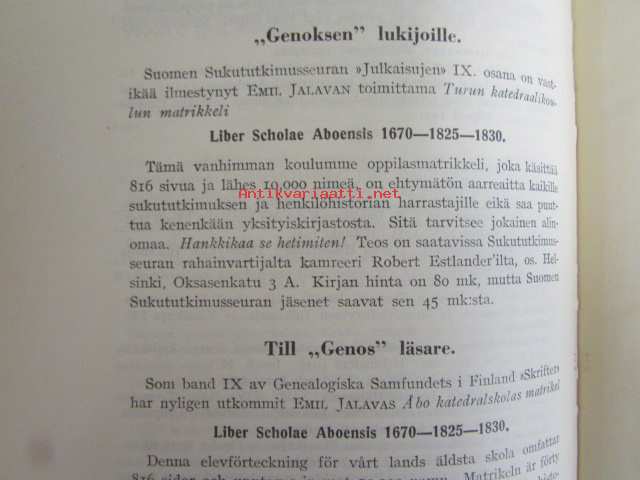 „Genoksen” lukijoille.
Suomen Sukututkimusseuran »Julkaisujen» IX. osana on vast-
ikää ilmestynyt EMIL JALAVAN toimittama Turun katedraalikou-
lun matrikkeli
Liber Scholae Aboensis 1670—1825—1830.
Tämä vanhimman koulumme oppilasmatrikkeli, joka käsittää
816 sivua ja lähes 10,000 nimeä, on ehtymätön aarreaitta kaikille
Antikvariaatti.net
sukututkimuksen ja henkilöhistorian harrastajille eikä saa puut-
tua kenenkään yksityiskirjastosta. Sitä tarvitsee jokainen alin-
omaa. Hankkikaa se hetimiten! Teos on saatavissa Sukututkimus-
seuran rahainvartijalta kamreeri Robert Estlander'ilta, os. Hel-
sinki, Oksasenkatu 3 A. Kirjan hinta on 80 mk, mutta Suomen
Sukututkimusseuran jäsenet saavat sen 45 mk:sta.
Till „Genos” läsare.
Som band IX av Genealogiska Samfundets i Finland »Skrifter»
har nyligen utkommit EMIL JALAVAS Åbo katedralskolas matrikel
Liber Scholae Aboensis 1670—1825—1830.
Denna elevförteckning för vårt lands äldsta skola omfattar
816 sidor och Matrikeln är förty